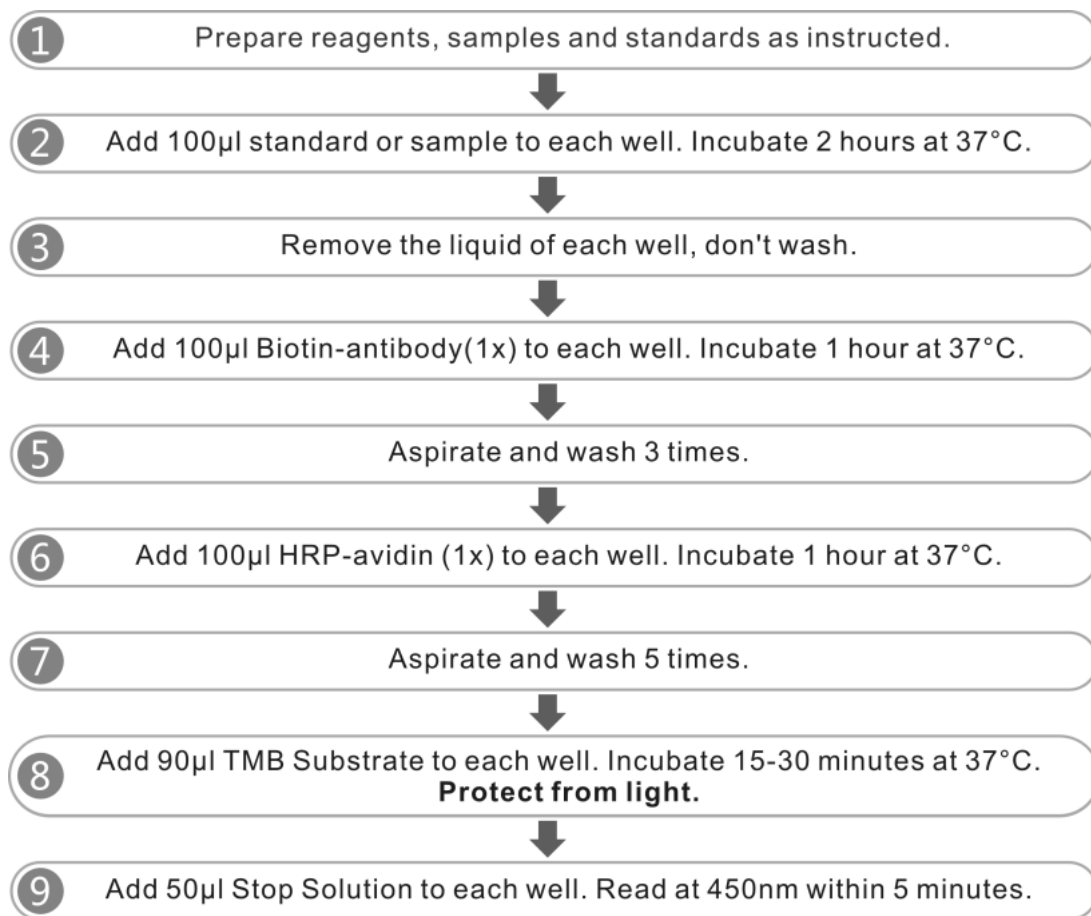 1 Prepare reagents, samples and standards as instructed.
2 Add 100µl standard or sample to each well. Incubate 2 hours at 37°C.
3 Remove the liquid of each well, don't wash.
4 Add 100µl Biotin-antibody(1x) to each well. Incubate 1 hour at 37°C.
5 Aspirate and wash 3 times.
6 Add 100µl HRP-avidin (1x) to each well. Incubate 1 hour at 37°C.
7 Aspirate and wash 5 times.
8 Add 90µl TMB Substrate to each well. Incubate 15-30 minutes at 37°C.
Protect from light.
9 Add 50µl Stop Solution to each well. Read at 450nm within 5 minutes.